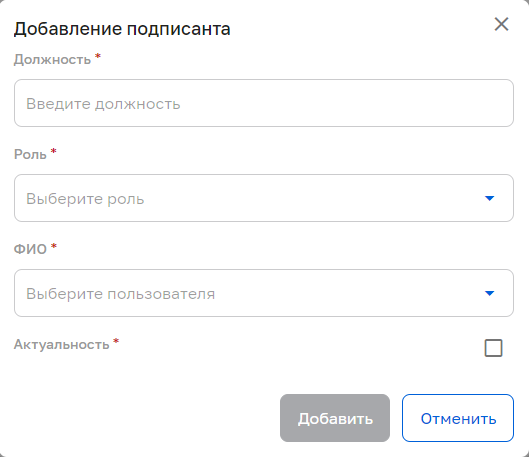 Добавление подписанта
Должность *
Введите должность
Роль *
Выберите роль
ФИО *
Выберите пользователя
Актуальность *
Добавить
Отменить